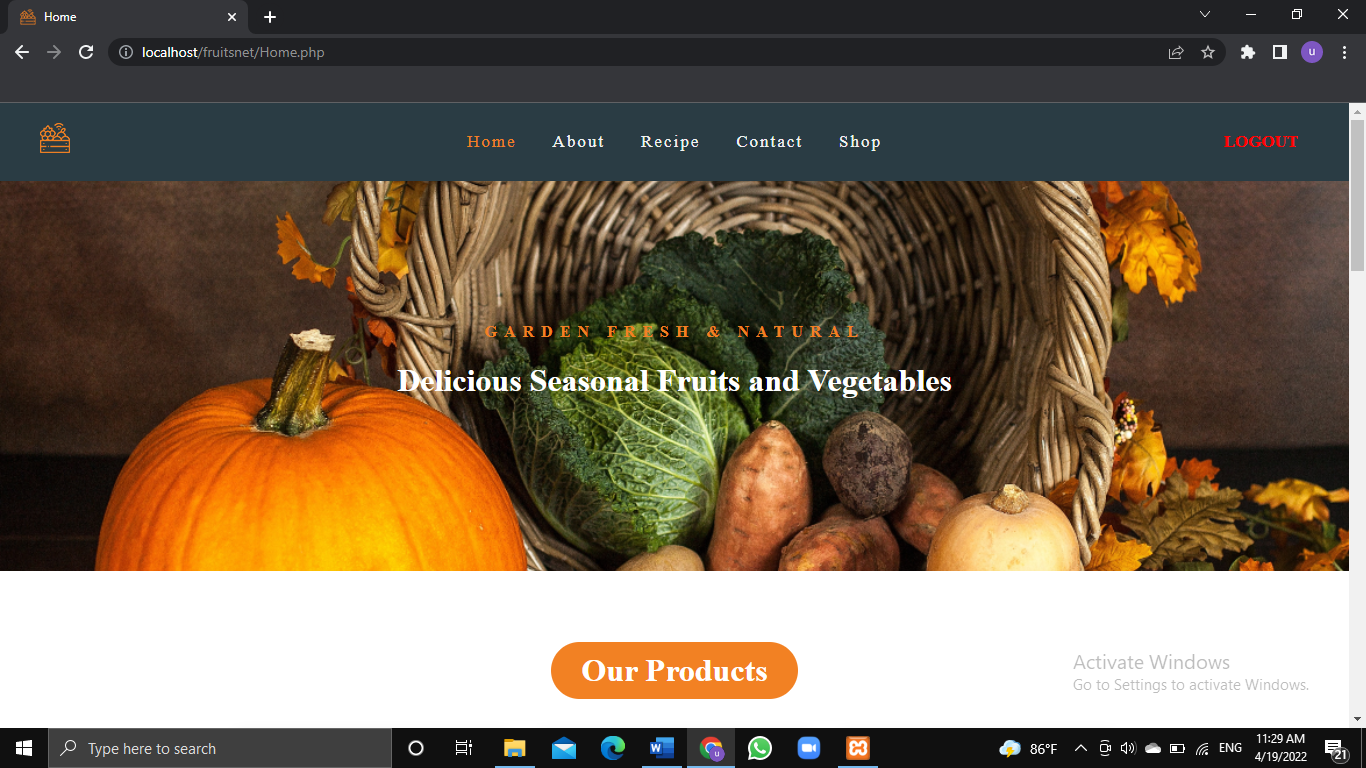 Home
localhost/fruitsnet/Home.php
u
Home About Recipe Contact Shop LOGOUT
GARDEN FRESH & NATURAL
Delicious Seasonal Fruits and Vegetables
Our Products
Activate Windows
Go to Settings to activate Windows.
Type here to search
86°F
ENG
11:29 AM
4/19/2022
21